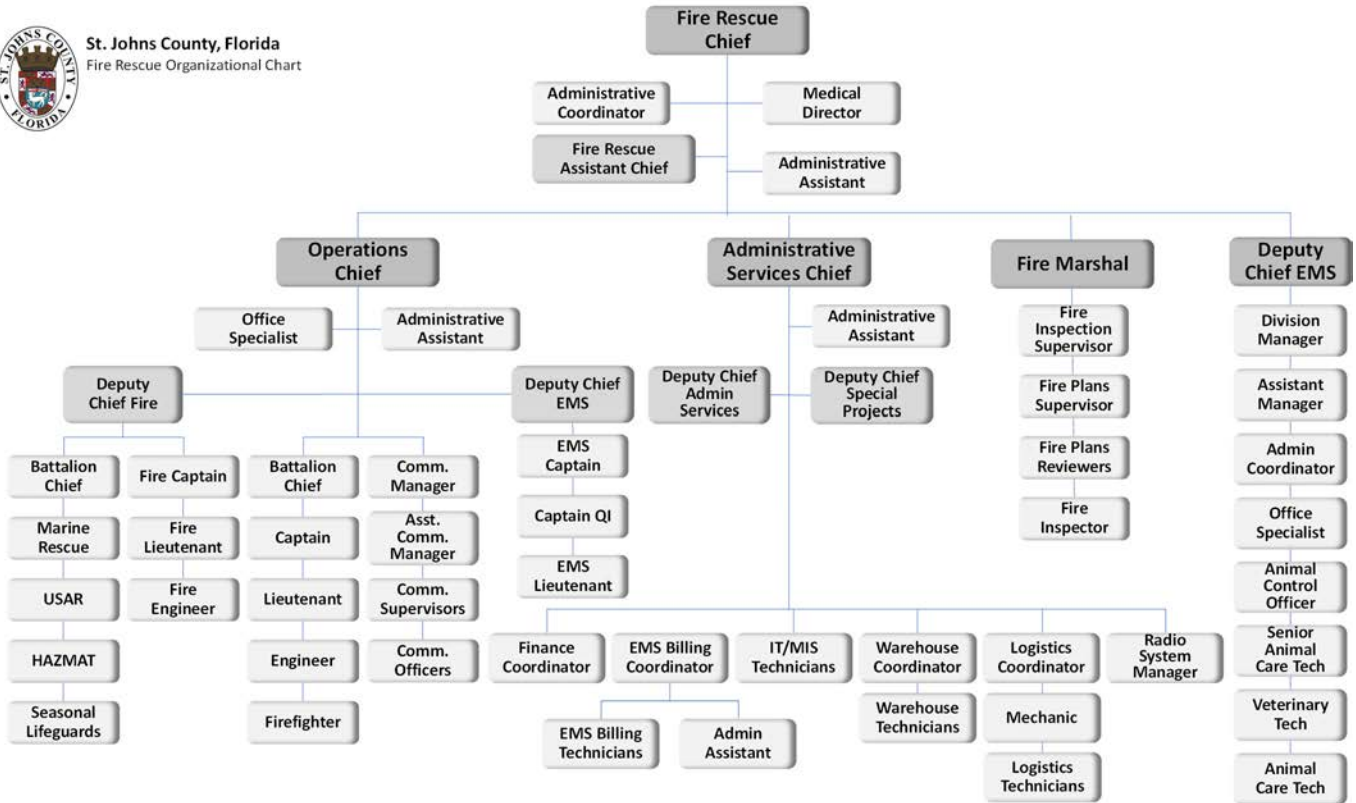 ST. JOHNS COUNTY
FLORIDA
St. Johns County, Florida
Fire Rescue Organizational Chart
Fire Rescue
Chief
Administrative
Coordinator
Medical
Director
Fire Rescue
Assistant Chief
Administrative
Assistant
Operations
Chief
Administrative
Services Chief
Fire Marshal
Deputy
Chief EMS
Office
Specialist
Administrative
Assistant
Deputy
Chief Fire
Deputy Chief
EMS
Battalion
Chief
Marine
Rescue
USAR
HAZMAT
Seasonal
Lifeguards
Fire Captain
Fire
Lieutenant
Fire
Engineer
Battalion
Chief
Captain
Lieutenant
Engineer
Firefighter
Comm.
Manager
Asst.
Comm.
Manager
Comm.
Supervisors
Comm.
Officers
EMS
Captain
Captain QI
EMS
Lieutenant
Administrative
Assistant
Deputy Chief
Admin
Services
Deputy Chief
Special
Projects
Finance
Coordinator
EMS Billing
Coordinator
EMS Billing
Technicians
Admin
Assistant
IT/MIS
Technicians
Warehouse
Coordinator
Warehouse
Technicians
Logistics
Coordinator
Mechanic
Logistics
Technicians
Radio
System
Manager
Fire
Inspection
Supervisor
Fire Plans
Supervisor
Fire Plans
Reviewers
Fire
Inspector
Division
Manager
Assistant
Manager
Admin
Coordinator
Office
Specialist
Animal
Control
Officer
Senior
Animal
Care Tech
Veterinary
Tech
Animal
Care Tech